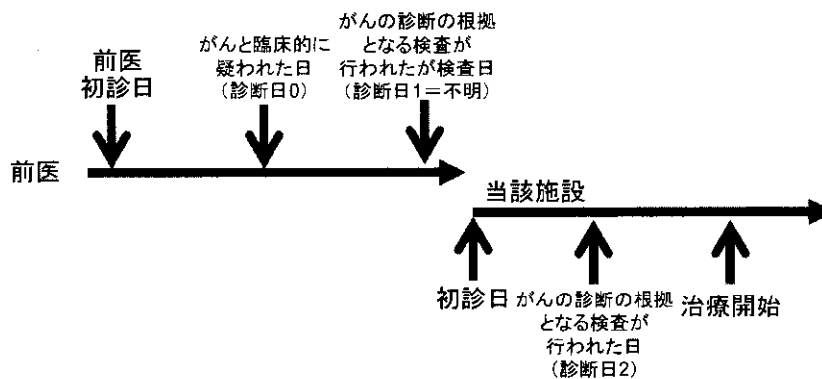 前医
初診日
がんと臨床的に
疑われた日
(診断日0)
がんの診断の根拠
となる検査が
行われたが検査日
(診断日1=不明)
前医
当該施設
初診日
がんの診断の根拠
となる検査が
行われた日
(診断日2)
治療開始